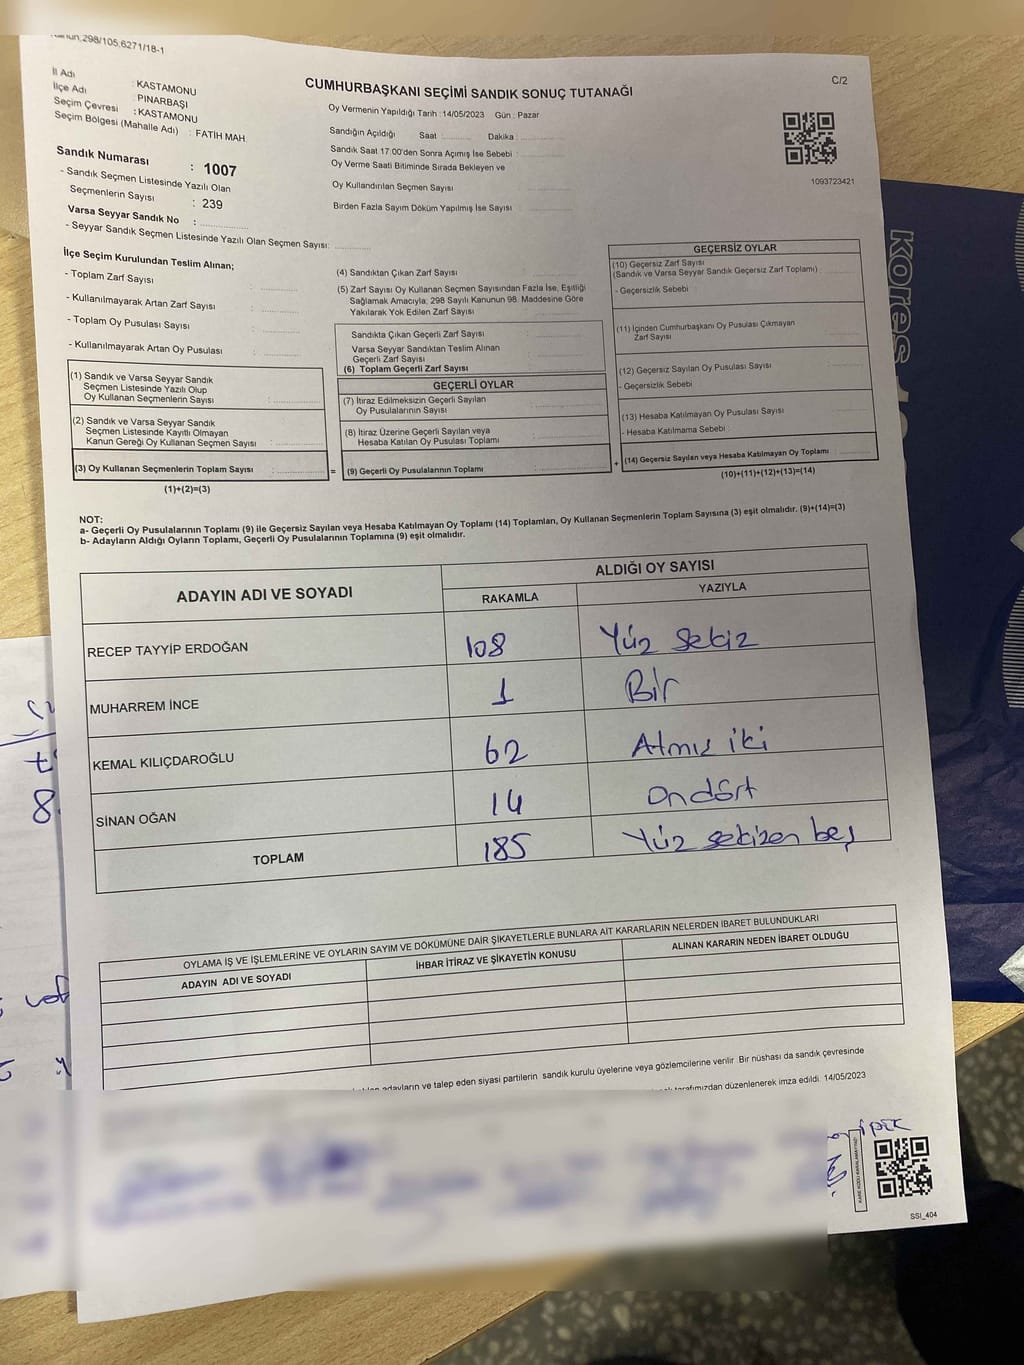 298/105,6271/18-1
C/2
İl Adı : KASTAMONU
İlçe Adı : PINARBAŞI
Seçim Çevresi : KASTAMONU
Seçim Bölgesi (Mahalle Adı) : FATİH MAH.
CUMHURBAŞKANI SEÇİMİ SANDIK SONUÇ TUTANAĞI
Oy Vermenin Yapıldığı Tarih :14/05/2023 Gün : Pazar
Sandığın Açıldığı Saat : Dakika :
Sandık Saat 17:00'den Sonra Açımış İse Sebebi :
Oy Verme Saati Bitiminde Sırada Bekleyen ve
Oy Kullandırılan Seçmen Sayısı
Birden Fazla Sayım Döküm Yapılmış İse Sayısı
1093723421
Sandık Numarası : 1007
- Sandık Seçmen Listesinde Yazılı Olan
Seçmenlerin Sayısı : 239
Varsa Seyyar Sandık No :
- Seyyar Sandık Seçmen Listesinde Yazılı Olan Seçmen Sayısı:
İlçe Seçim Kurulundan Teslim Alınan;
- Toplam Zarf Sayısı :
- Kullanılmayarak Artan Zarf Sayısı :
- Toplam Oy Pusulası Sayısı :
- Kullanılmayarak Artan Oy Pusulası :
(1) Sandık ve Varsa Seyyar Sandık
Seçmen Listesinde Yazılı Olup
Oy Kullanan Seçmenlerin Sayısı :
(2) Sandık ve Varsa Seyyar Sandık
Seçmen Listesinde Kayıtlı Olmayan
Kanun Gereği Oy Kullanan Seçmen Sayısı :
(3) Oy Kullanan Seçmenlerin Toplam Sayısı :
(1)+(2)=(3)
=
(4) Sandıktan Çıkan Zarf Sayısı
(5) Zarf Sayısı Oy Kullanan Seçmen Sayısından Fazla İse, Eşitliği
Sağlamak Amacıyla; 298 Sayılı Kanunun 98. Maddesine Göre
Yakılarak Yok Edilen Zarf Sayısı
Sandıkta Çıkan Geçerli Zarf Sayısı
Varsa Seyyar Sandıktan Teslim Alınan
Geçerli Zarf Sayısı
(6) Toplam Geçerli Zarf Sayısı
GEÇERLİ OYLAR
(7) İtiraz Edilmeksizin Geçerli Sayılan
Oy Pusulalarının Sayısı
(8) İtiraz Üzerine Geçerli Sayılan veya
Hesaba Katılan Oy Pusulası Toplamı
(9) Geçerli Oy Pusulalarının Toplamı
+
GEÇERSİZ OYLAR
(10) Geçersiz Zarf Sayısı
(Sandık ve Varsa Seyyar Sandık Geçersiz Zarf Toplamı) :
- Geçersizlik Sebebi :
(11) İçinden Cumhurbaşkanı Oy Pusulası Çıkmayan
Zarf Sayısı
(12) Geçersiz Sayılan Oy Pusulası Sayısı
- Geçersizlik Sebebi
(13) Hesaba Katılmayan Oy Pusulası Sayısı
- Hesaba Katılmama Sebebi :
(14) Geçersiz Sayılan veya Hesaba Katılmayan Oy Toplamı
(10)+(11)+(12)+(13)=(14)
NOT:
a- Geçerli Oy Pusulalarının Toplamı (9) ile Geçersiz Sayılan veya Hesaba Katılmayan Oy Toplamı (14) Toplamları, Oy Kullanan Seçmenlerin Toplam Sayısına (3) eşit olmalıdır. (9)+(14)=(3)
b- Adayların Aldığı Oyların Toplamı, Geçerli Oy Pusulalarının Toplamına (9) eşit olmalıdır.
ADAYIN ADI VE SOYADI ALDIĞI OY SAYISI
RAKAMLA YAZIYLA
RECEP TAYYİP ERDOĞAN 108 Yüz Sekiz
MUHARREM İNCE 1 Bir
KEMAL KILIÇDAROĞLU 62 Atmış iki
SİNAN OĞAN 14 Ondört
TOPLAM 185 Yüz seksen beş
OYLAMA İŞ VE İŞLEMLERİNE VE OYLARIN SAYIM VE DÖKÜMÜNE DAİR ŞİKAYETLERLE BUNLARA AİT KARARLARIN NELERDEN İBARET BULUNDUKLARI
ADAYIN ADI VE SOYADI İHBAR İTİRAZ VE ŞİKAYETİN KONUSU ALINAN KARARIN NEDEN İBARET OLDUĞU
adayların ve talep eden siyasi partilerin sandık kurulu üyelerine veya gözlemcilerine verilir. Bir nüshası da sandık çevresinde
tarafımızdan düzenlenerek imza edildi. 14/05/2023
ipek
SSI_404
kores